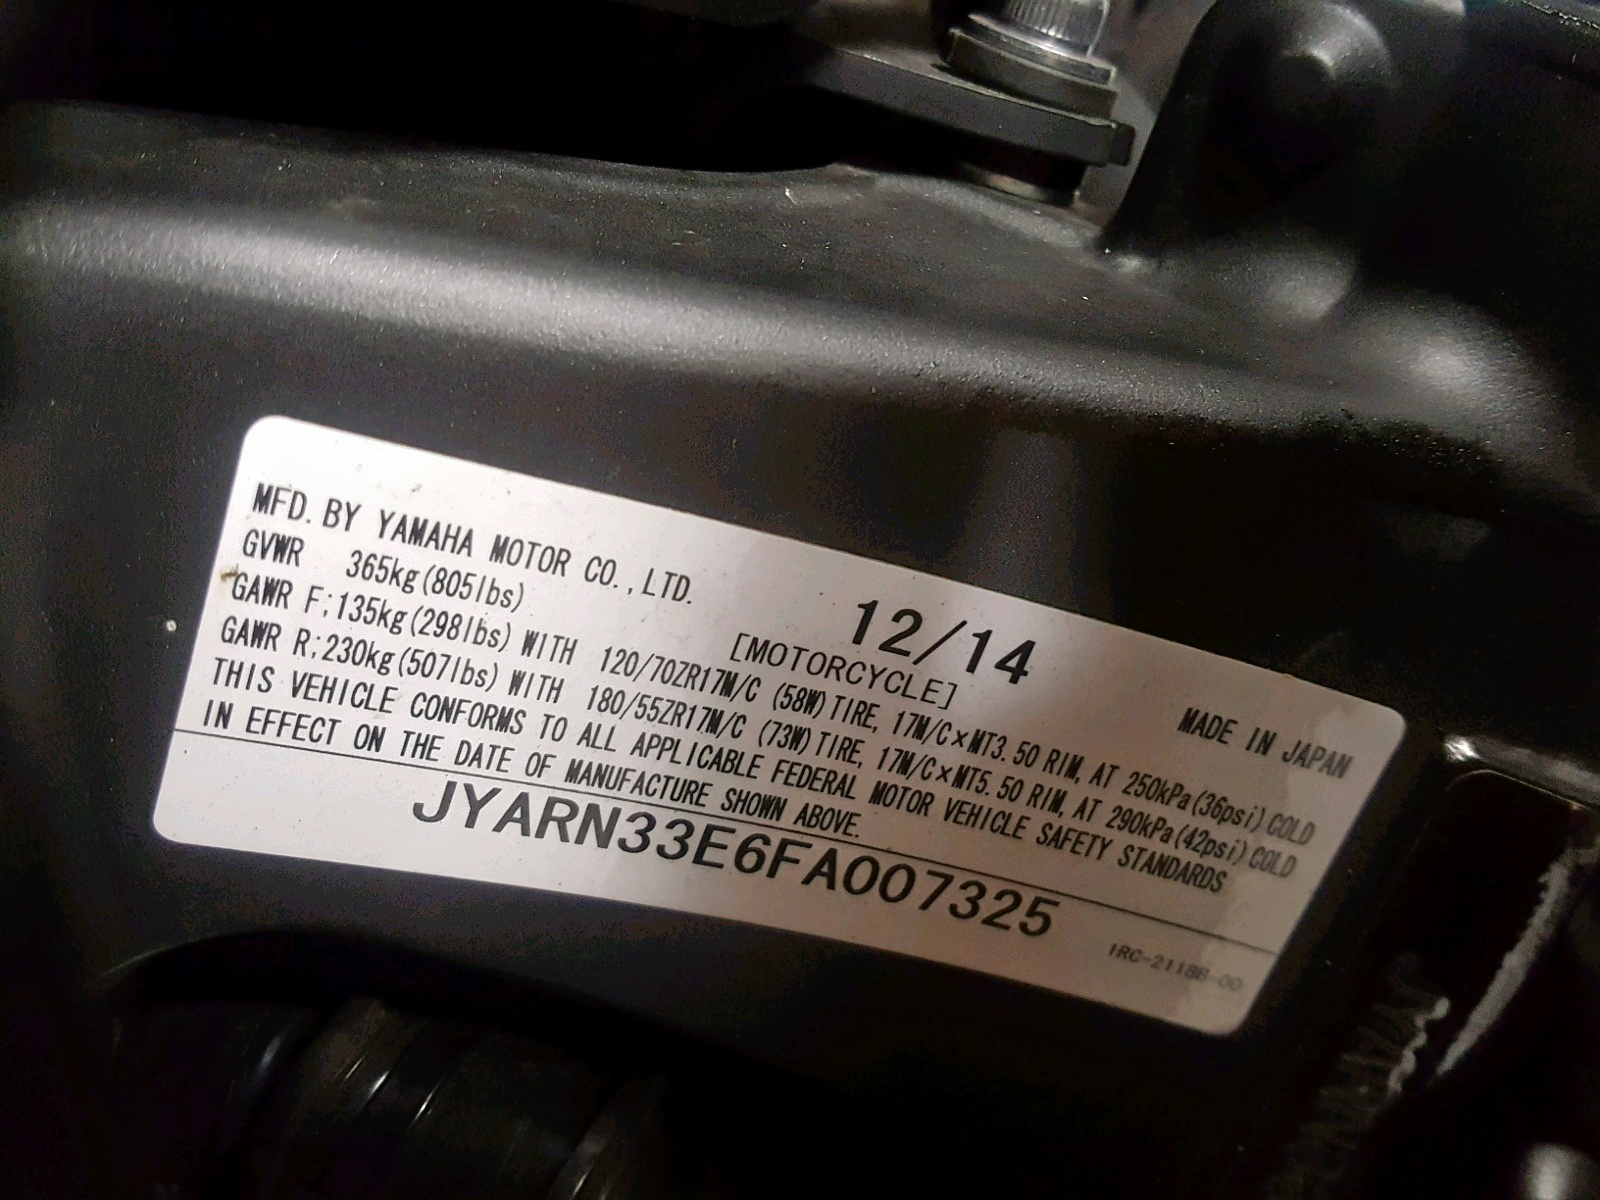 MFD. BY YAMAHA MOTOR CO., LTD.
12/14
GVWR 365kg(805lbs)
[MOTORCYCLE]
MADE IN JAPAN
GAWR F;135kg(298lbs) WITH 120/70ZR17M/C (58W)TIRE, 17M/C×MT3.50 RIM, AT 250kPa(36psi)COLD
GAWR R;230kg(507lbs) WITH 180/55ZR17M/C (73W)TIRE, 17M/C×MT5.50 RIM, AT 290kPa(42psi)COLD
THIS VEHICLE CONFORMS TO ALL APPLICABLE FEDERAL MOTOR VEHICLE SAFETY STANDARDS
IN EFFECT ON THE DATE OF MANUFACTURE SHOWN ABOVE.
JYARN33E6FA007325
1RC-2118B-00